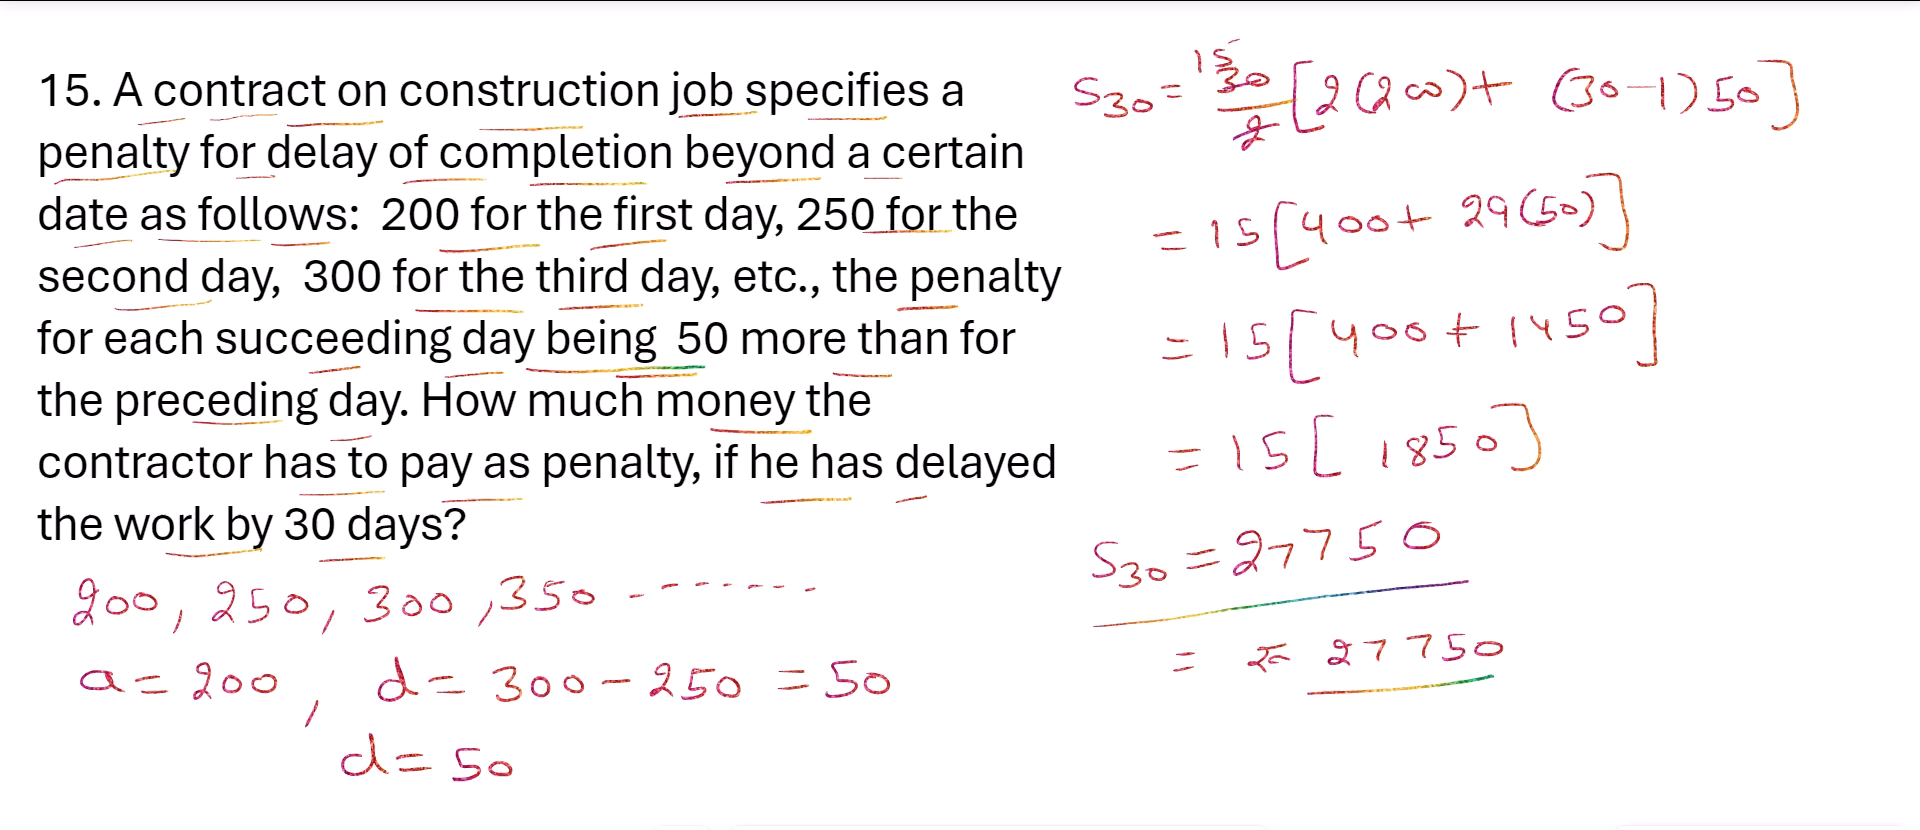 15. A contract on construction job specifies a
penalty for delay of completion beyond a certain
date as follows: 200 for the first day, 250 for the
second day, 300 for the third day, etc., the penalty
for each succeeding day being 50 more than for
the preceding day. How much money the
contractor has to pay as penalty, if he has delayed
the work by 30 days?
200, 250, 300, 350 --------
a = 200, d = 300 - 250 = 50
d = 50
S30 = 15 30/2 [2(200) + (30-1)50]
= 15[400 + 29(50)]
= 15[400 + 1450]
= 15[1850]
S30 = 27750
= ₹ 27750